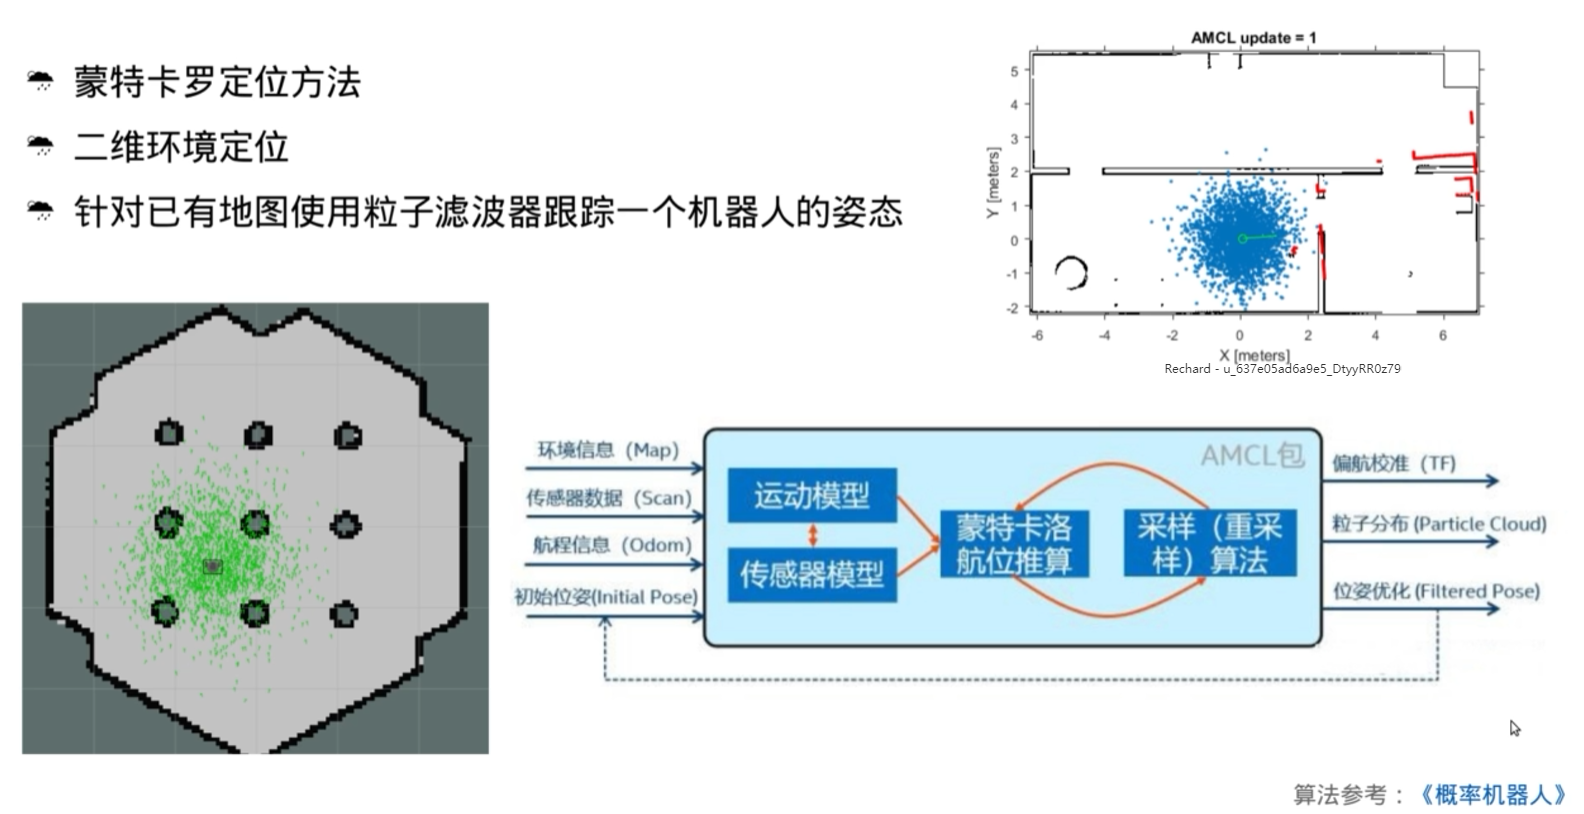 蒙特卡罗定位方法
二维环境定位
针对已有地图使用粒子滤波器跟踪一个机器人的姿态
AMCL update = 1
Y [meters]
5
4
3
2
1
0
-1
-2
-6
-4
-2
0
2
4
6
X [meters]
Rechard - u_637e05ad6a9e5_DtyyRR0z79
环境信息（Map）
传感器数据（Scan）
航程信息（Odom）
初始位姿(Initial Pose)
AMCL包
运动模型
传感器模型
蒙特卡洛
航位推算
采样（重采
样）算法
偏航校准（TF）
粒子分布 (Particle Cloud)
位姿优化 (Filtered Pose)
算法参考：《概率机器人》